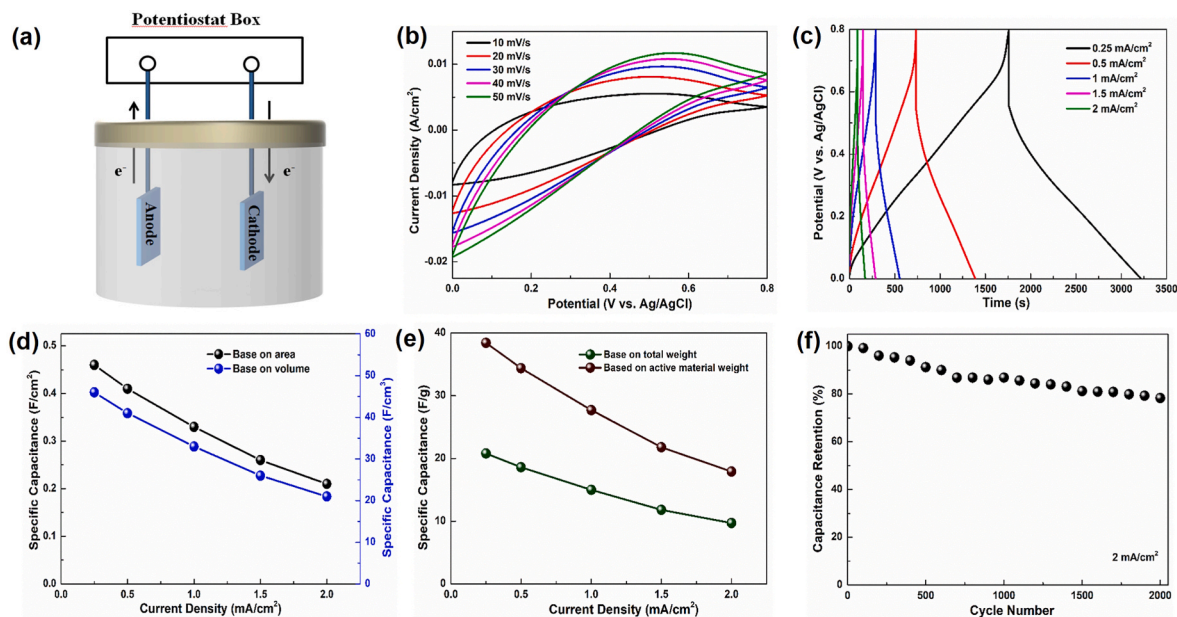 Potentiostat Box
(a)
e-
e-
Anode
Cathode
(b)
10 mV/s
20 mV/s
30 mV/s
40 mV/s
50 mV/s
0.01
0.00
-0.01
-0.02
Current Density (A/cm²)
0.0 0.2 0.4 0.6 0.8
Potential (V vs. Ag/AgCl)
(c)
0.25 mA/cm²
0.5 mA/cm²
1 mA/cm²
1.5 mA/cm²
2 mA/cm²
0.8
0.6
0.4
0.2
0.0
Potential (V vs. Ag/AgCl)
0 500 1000 1500 2000 2500 3000 3500
Time (s)
(d)
Base on area
Base on volume
0.5
0.4
0.3
0.2
0.1
0.0
Specific Capacitance (F/cm²)
60
50
40
30
20
10
0
Specific Capacitance (F/cm³)
0.0 0.5 1.0 1.5 2.0
Current Density (mA/cm²)
(e)
Base on total weight
Based on active material weight
40
30
20
10
0
Specific Capacitance (F/g)
0.0 0.5 1.0 1.5 2.0
Current Density (mA/cm²)
(f)
100
80
60
40
20
0
Capacitance Retention (%)
2 mA/cm²
0 500 1000 1500 2000
Cycle Number